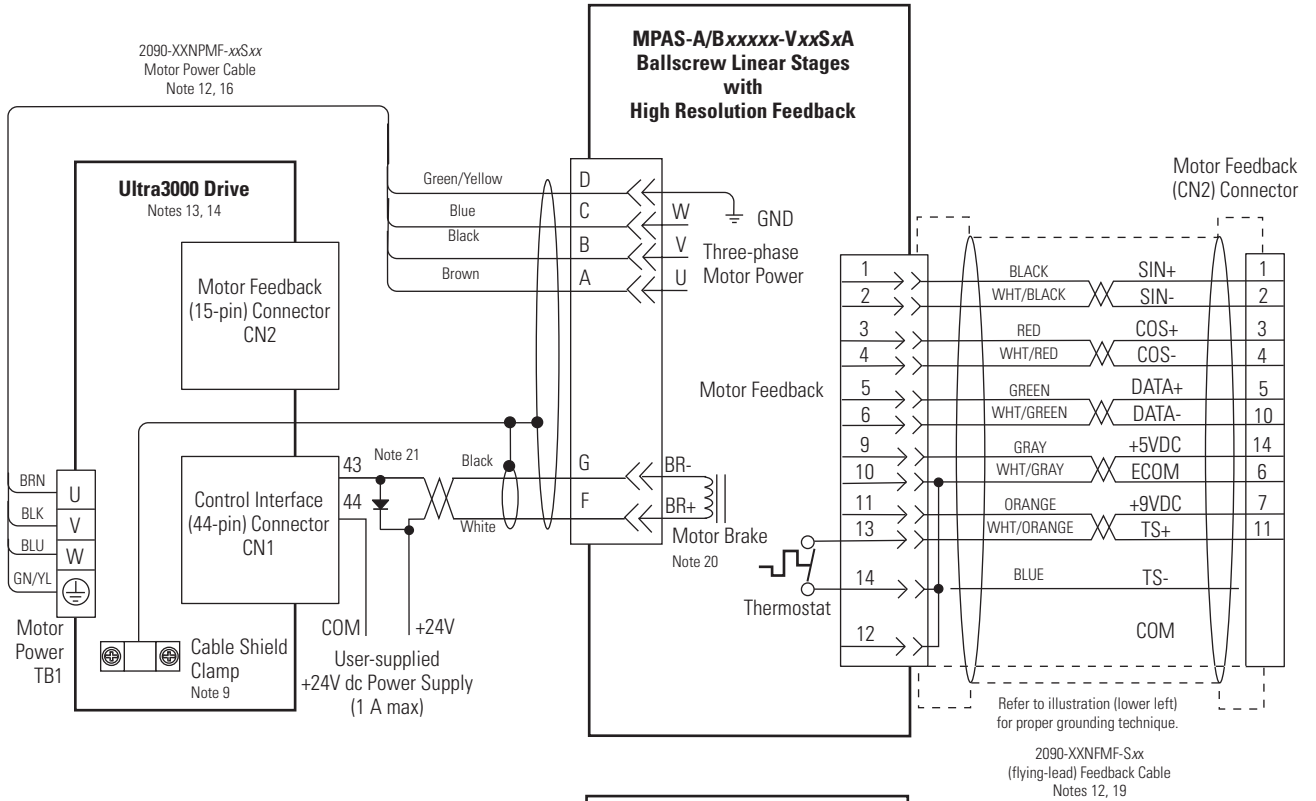 2090-XXNPMF-xxSxx
Motor Power Cable
Note 12, 16
MPAS-A/Bxxxxx-VxxSxA
Ballscrew Linear Stages
with
High Resolution Feedback
Ultra3000 Drive
Notes 13, 14
Motor Feedback
(15-pin) Connector
CN2
Control Interface
(44-pin) Connector
CN1
43
44
Note 21
BRN
BLK
BLU
GN/YL
U
V
W
Motor
Power
TB1
Cable Shield
Clamp
Note 9
COM
+24V
User-supplied
+24V dc Power Supply
(1 A max)
Green/Yellow
Blue
Black
Brown
Black
White
D
C
B
A
G
F
W
V
U
GND
Three-phase
Motor Power
BR-
BR+
Motor Brake
Note 20
Thermostat
Motor Feedback
Motor Feedback
(CN2) Connector
1 BLACK SIN+ 1
2 WHT/BLACK SIN- 2
3 RED COS+ 3
4 WHT/RED COS- 4
5 GREEN DATA+ 5
6 WHT/GREEN DATA- 10
9 GRAY +5VDC 14
10 WHT/GRAY ECOM 6
11 ORANGE +9VDC 7
13 WHT/ORANGE TS+ 11
14 BLUE TS-
12 COM
Refer to illustration (lower left)
for proper grounding technique.
2090-XXNFMF-Sxx
(flying-lead) Feedback Cable
Notes 12, 19